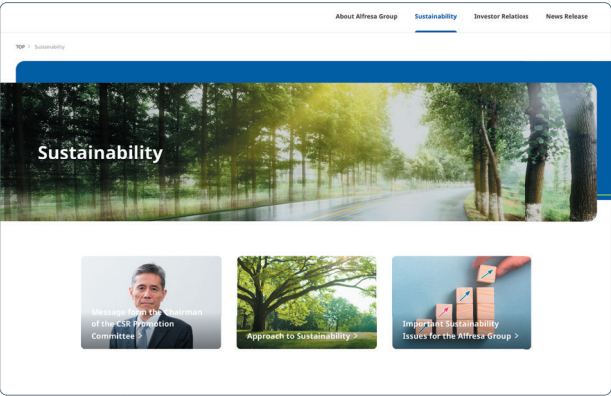 About Alfresa Group Sustainability Investor Relations News Release
TOP > Sustainability
Sustainability
Message form the Chairman
of the CSR Promotion
Committee >
Approach to Sustainability >
Important Sustainability
Issues for the Alfresa Group >